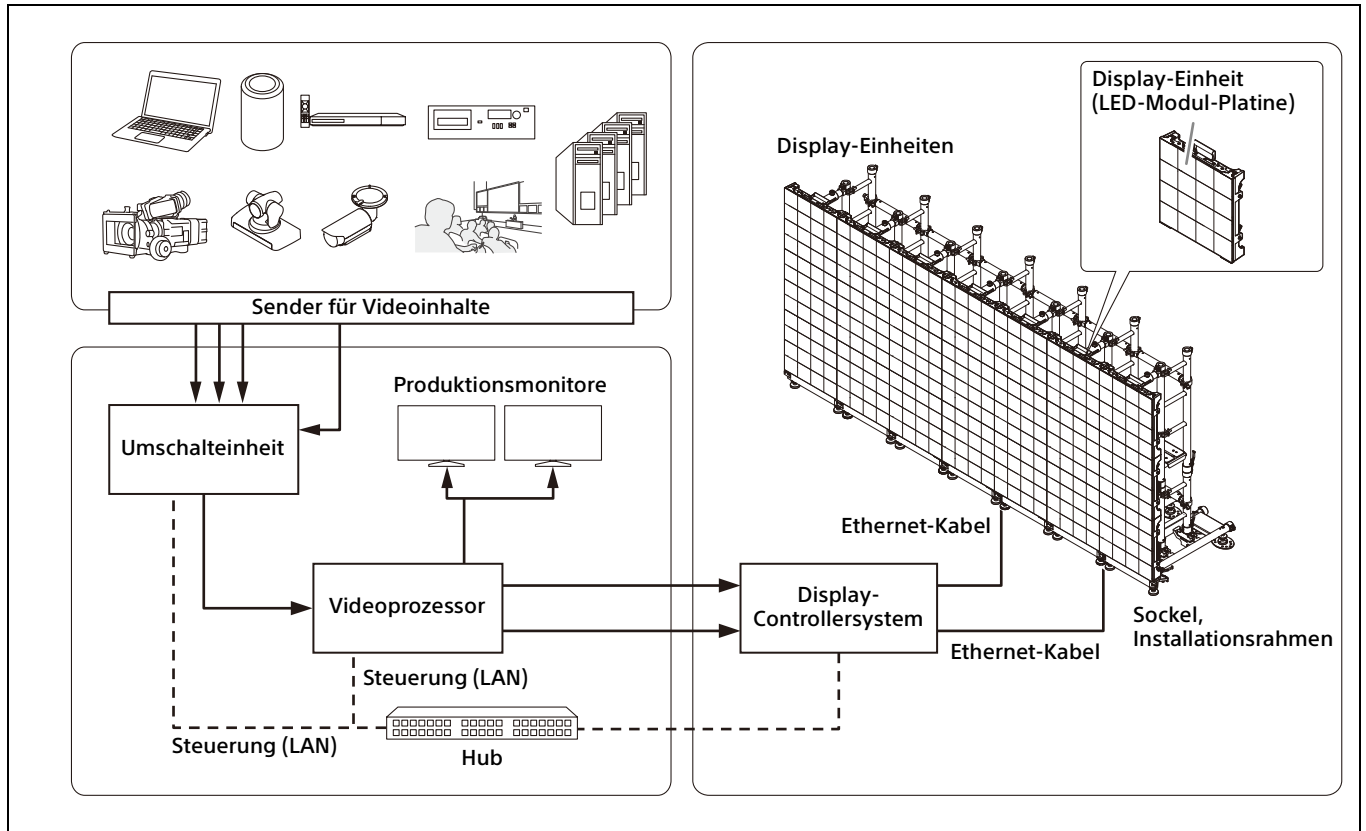 Display-Einheit
(LED-Modul-Platine)
Display-Einheiten
Sender für Videoinhalte
Produktionsmonitore
Umschalteinheit
Ethernet-Kabel
Videoprozessor
Display-
Controllersystem
Sockel,
Installationsrahmen
Ethernet-Kabel
Steuerung (LAN)
Steuerung (LAN)
Hub